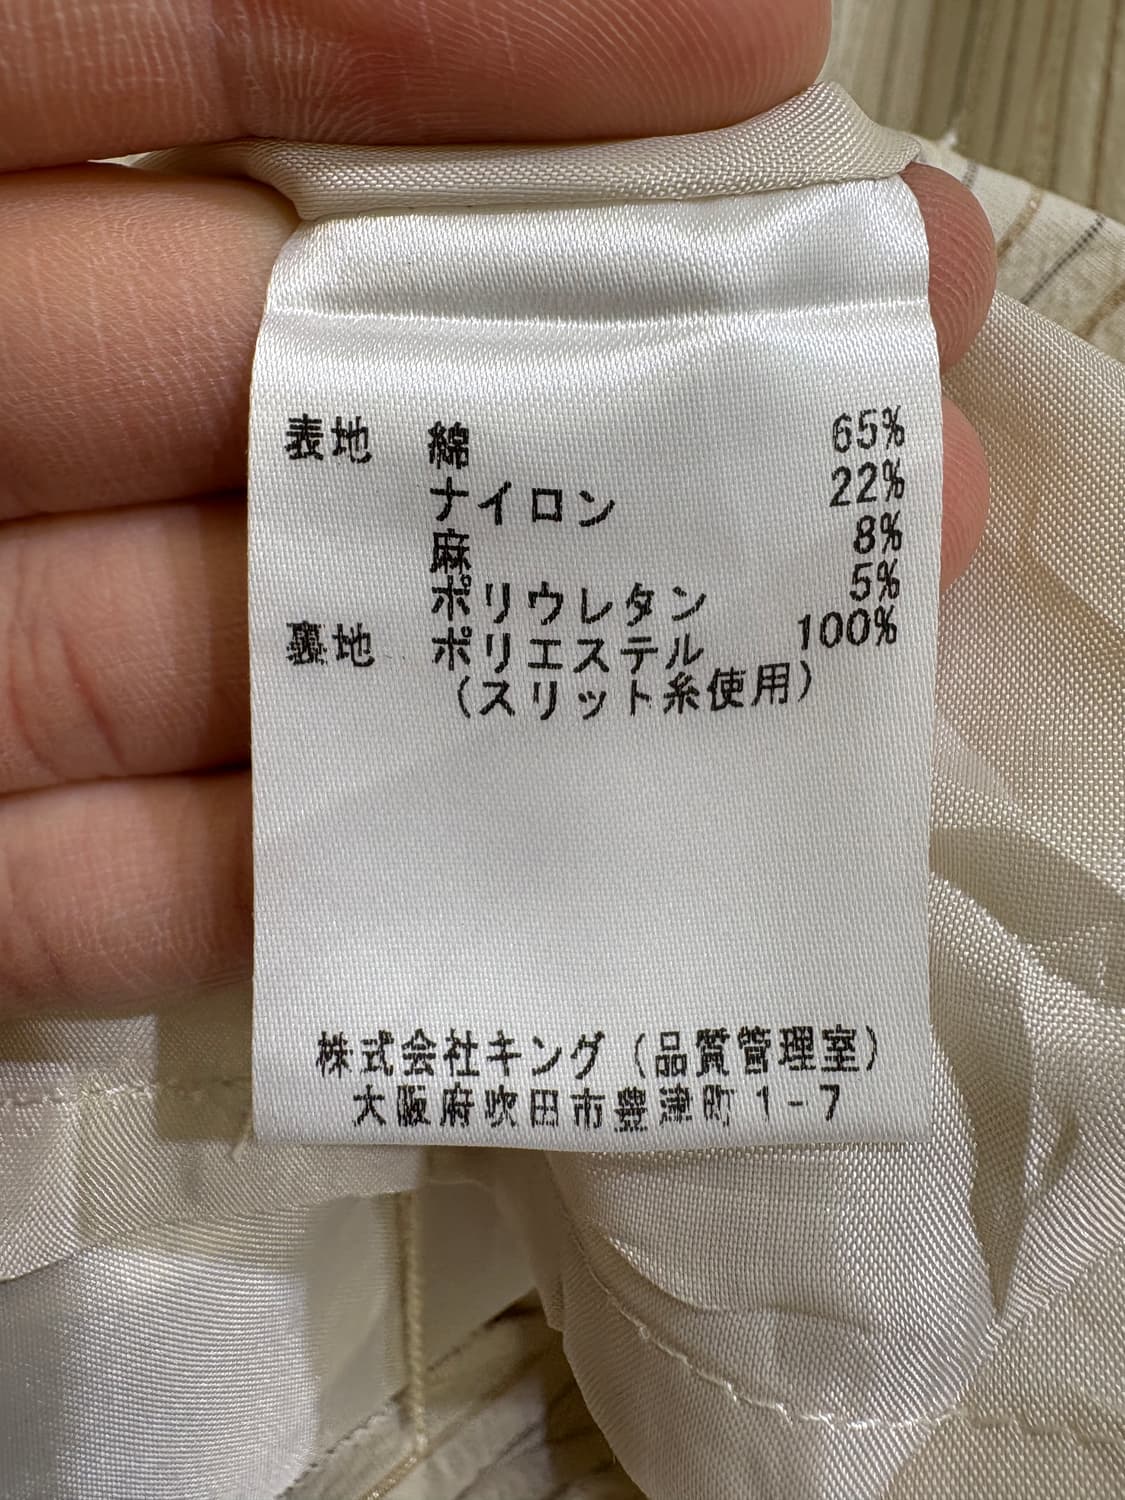 表地 綿 65%
ナイロン 22%
麻 8%
ポリウレタン 5%
裏地 ポリエステル 100%
(スリット糸使用)
株式会社キング(品質管理室)
大阪府吹田市豊津町1-7